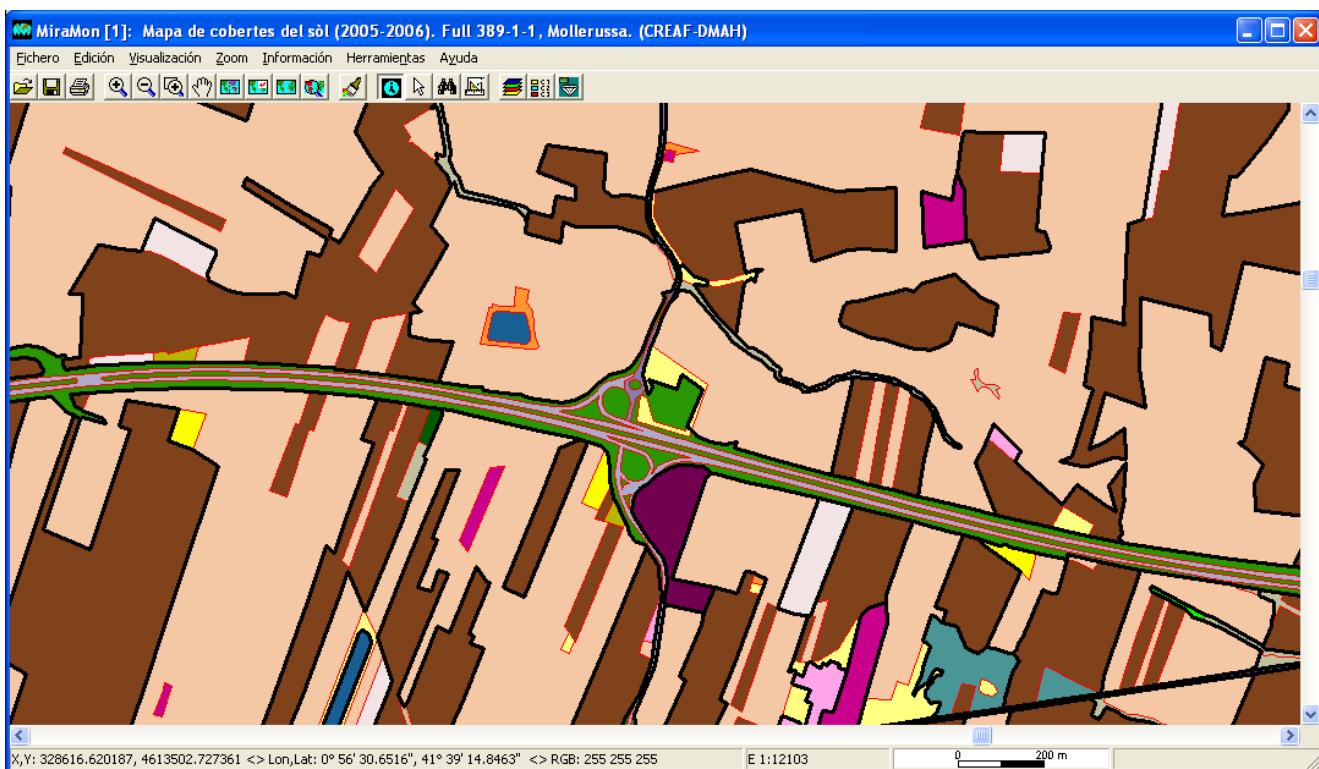 MiraMon [1]: Mapa de cobertes del sòl (2005-2006). Full 389-1-1, Mollerussa. (CREAF-DMAH)
Fichero Edición Visualización Zoom Información Herramientas Ayuda
X,Y: 328616.620187, 4613502.727361 <> Lon,Lat: 0° 56' 30.6516", 41° 39' 14.8463" <> RGB: 255 255 255 E 1:12103 0 200 m